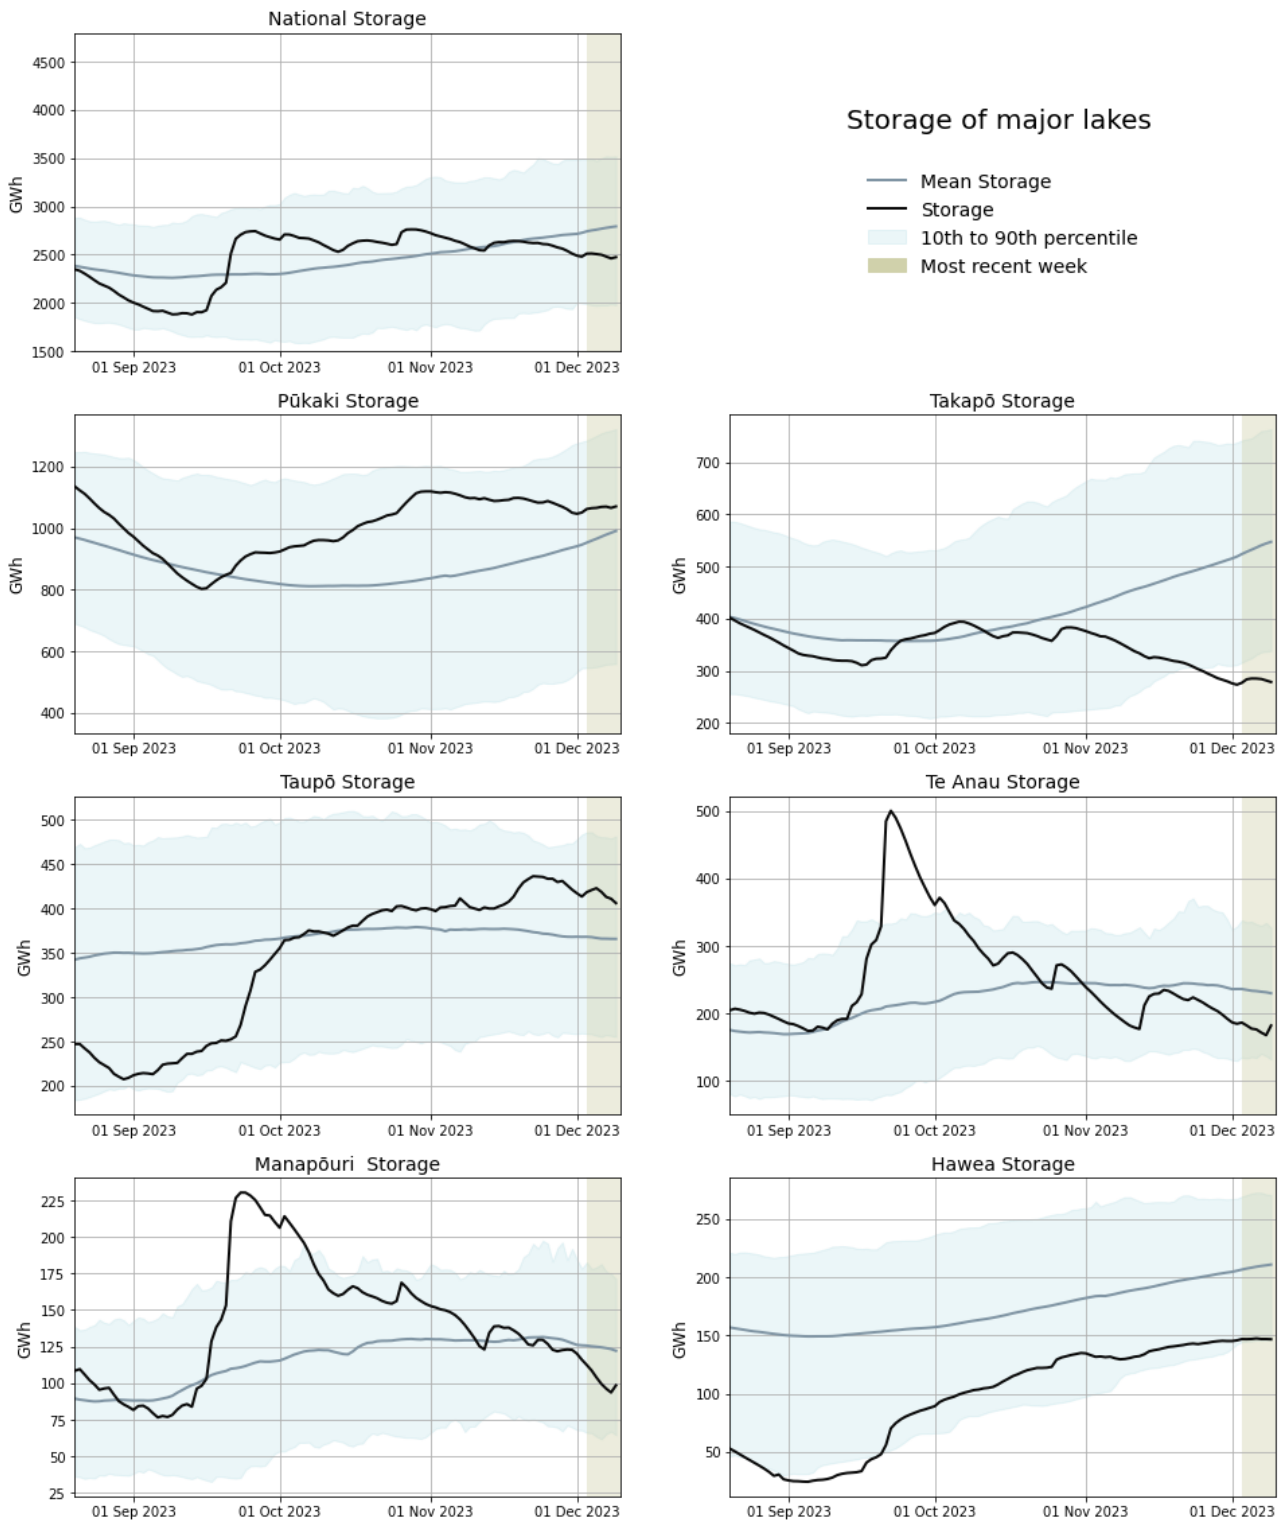 National Storage
GWh
4500
4000
3500
3000
2500
2000
1500
01 Sep 2023
01 Oct 2023
01 Nov 2023
01 Dec 2023
Storage of major lakes
Mean Storage
Storage
10th to 90th percentile
Most recent week
Pūkaki Storage
GWh
1200
1000
800
600
400
01 Sep 2023
01 Oct 2023
01 Nov 2023
01 Dec 2023
Takapō Storage
GWh
700
600
500
400
300
200
01 Sep 2023
01 Oct 2023
01 Nov 2023
01 Dec 2023
Taupō Storage
GWh
500
450
400
350
300
250
200
01 Sep 2023
01 Oct 2023
01 Nov 2023
01 Dec 2023
Te Anau Storage
GWh
500
400
300
200
100
01 Sep 2023
01 Oct 2023
01 Nov 2023
01 Dec 2023
Manapōuri  Storage
GWh
225
200
175
150
125
100
75
50
25
01 Sep 2023
01 Oct 2023
01 Nov 2023
01 Dec 2023
Hawea Storage
GWh
250
200
150
100
50
01 Sep 2023
01 Oct 2023
01 Nov 2023
01 Dec 2023